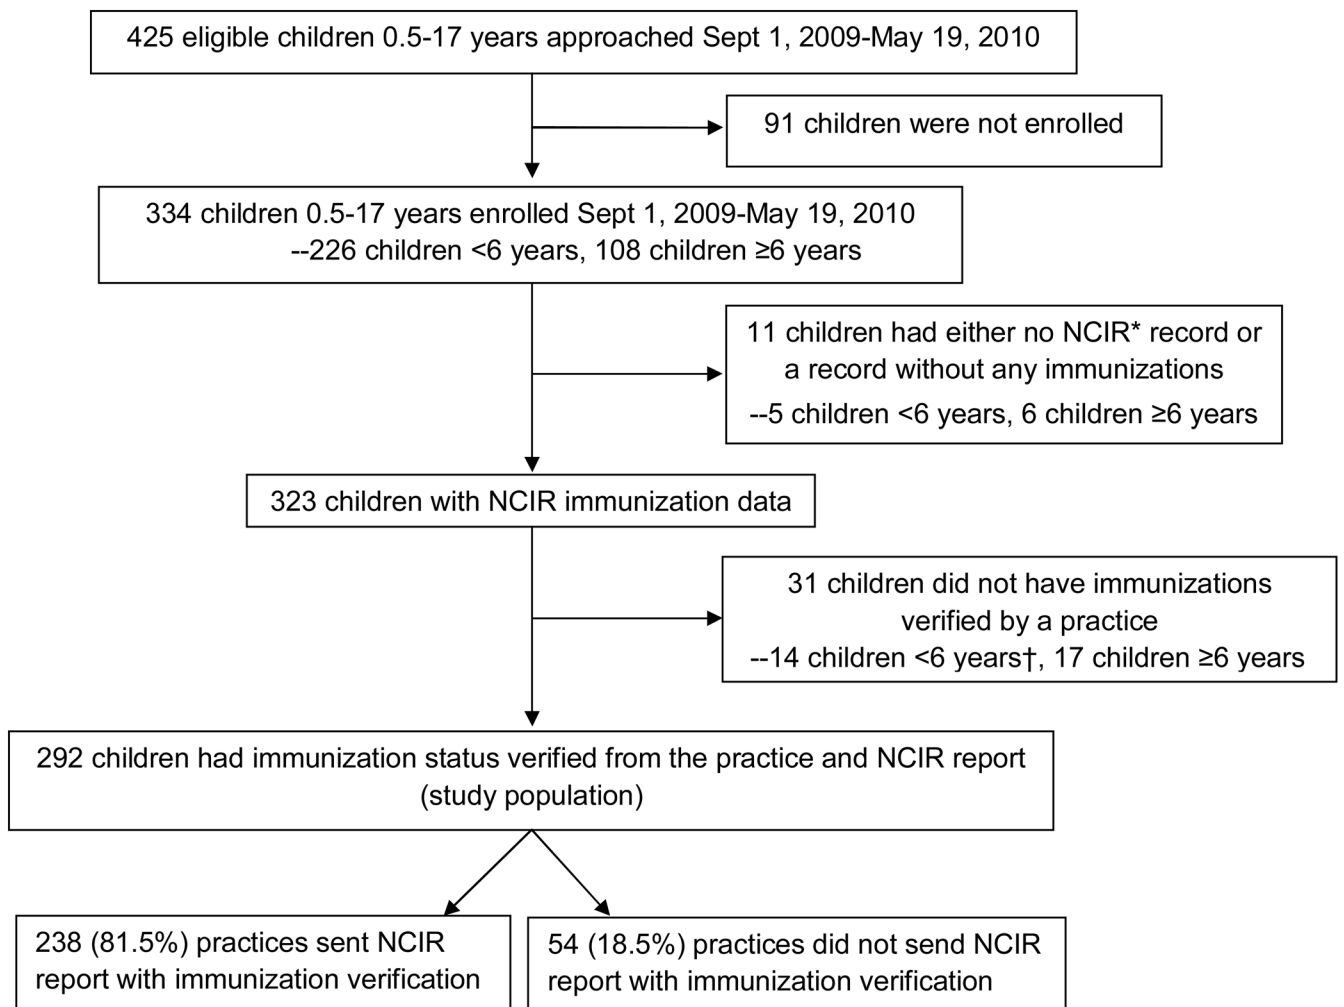 425 eligible children 0.5-17 years approached Sept 1, 2009-May 19, 2010
91 children were not enrolled
334 children 0.5-17 years enrolled Sept 1, 2009-May 19, 2010
--226 children <6 years, 108 children ≥6 years
11 children had either no NCIR* record or
a record without any immunizations
--5 children <6 years, 6 children ≥6 years
323 children with NCIR immunization data
31 children did not have immunizations
verified by a practice
--14 children <6 years†, 17 children ≥6 years
292 children had immunization status verified from the practice and NCIR report
(study population)
238 (81.5%) practices sent NCIR
report with immunization verification
54 (18.5%) practices did not send NCIR
report with immunization verification